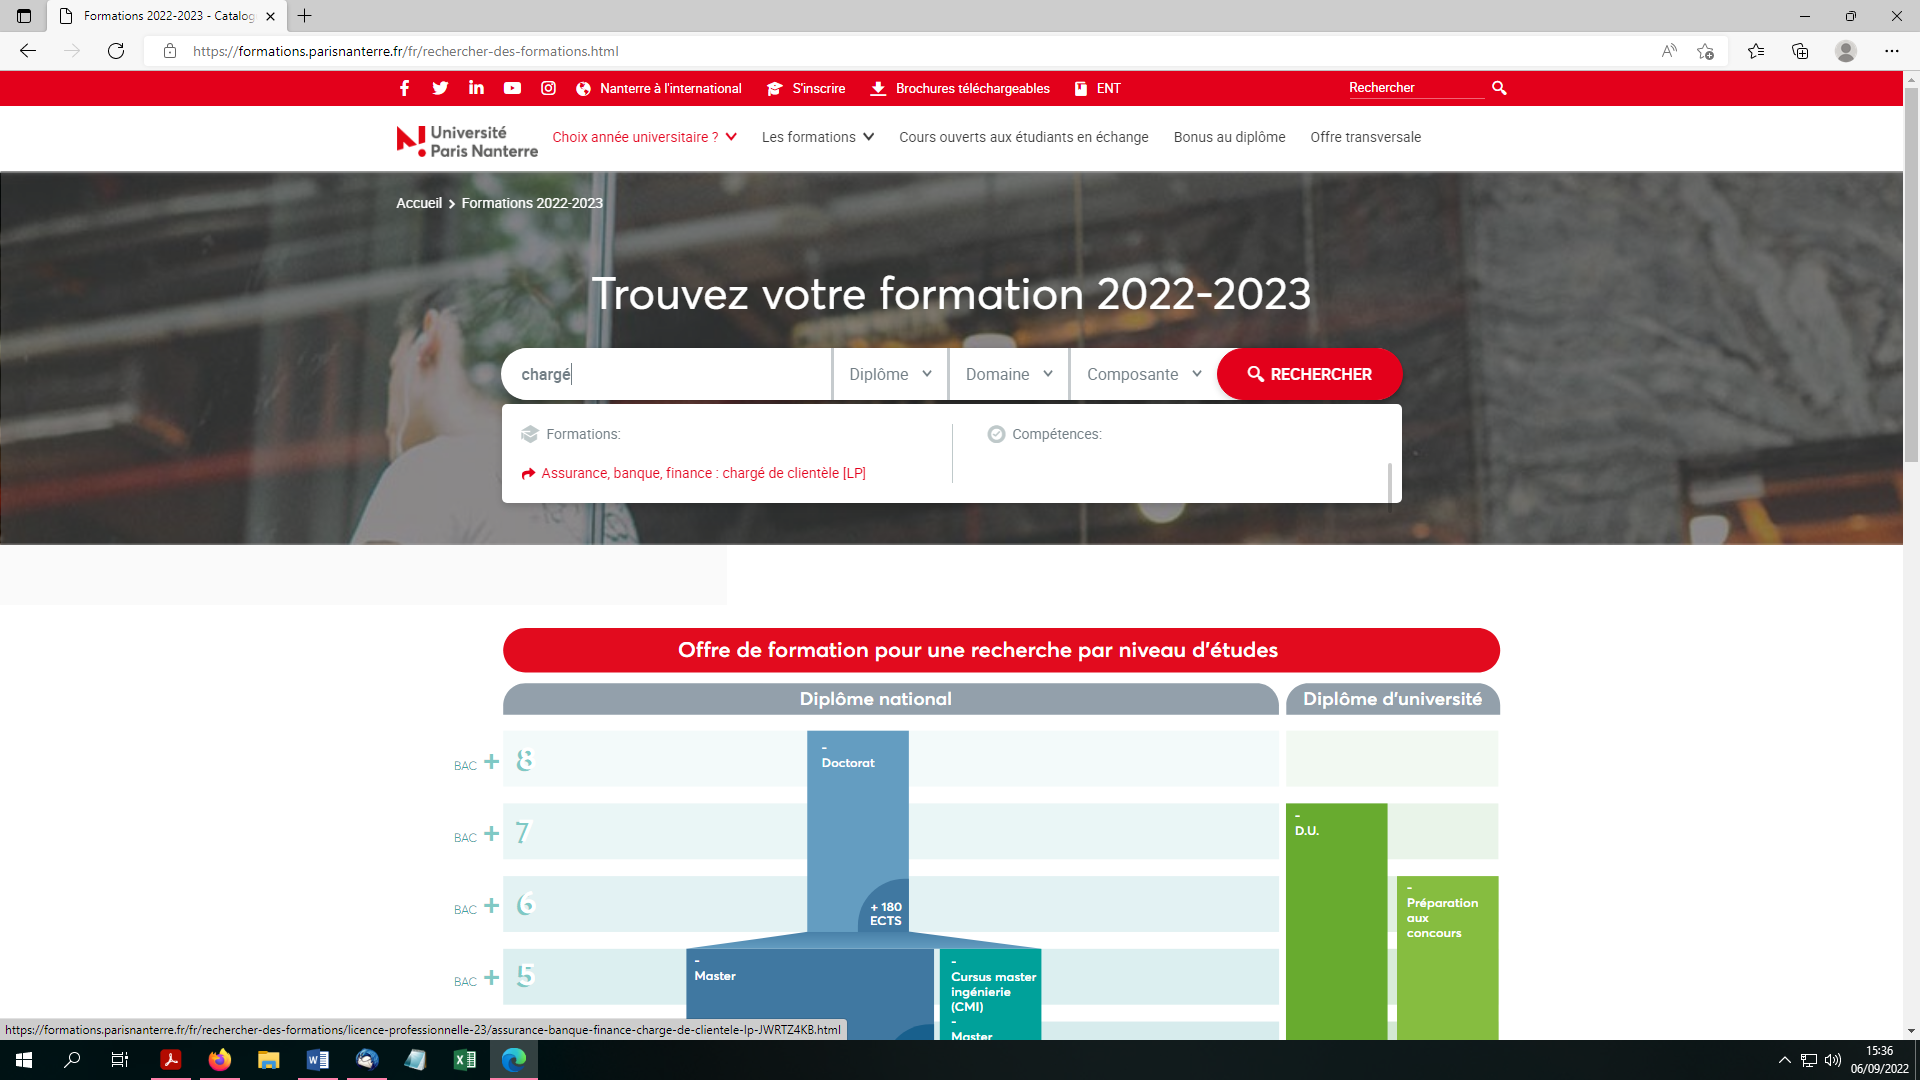 Formations 2022-2023 - Catalog
https://formations.parisnanterre.fr/fr/rechercher-des-formations.html
Nanterre à l'international
S'inscrire
Brochures téléchargeables
ENT
Rechercher
Université
Paris Nanterre
Choix année universitaire ?
Les formations
Cours ouverts aux étudiants en échange
Bonus au diplôme
Offre transversale
Accueil
Formations 2022-2023
Trouvez votre formation 2022-2023
chargé
Diplôme
Domaine
Composante
RECHERCHER
Formations:
Compétences:
Assurance, banque, finance : chargé de clientèle [LP]
Offre de formation pour une recherche par niveau d'études
Diplôme national
Diplôme d'université
BAC + 8
-
Doctorat
BAC + 7
-
D.U.
BAC + 6
+ 180
ECTS
-
Préparation
aux
concours
BAC + 5
-
Master
-
Cursus master
ingénierie
(CMI)
-
Master
https://formations.parisnanterre.fr/fr/rechercher-des-formations/licence-professionnelle-23/assurance-banque-finance-charge-de-clientele-lp-JWRTZ4KB.html
15:36
06/09/2022